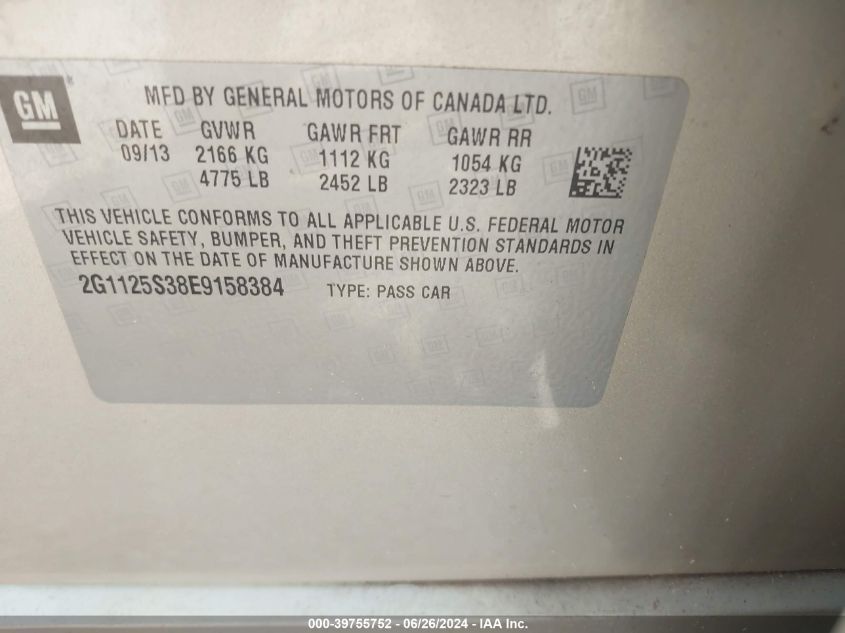 GM
MFD BY GENERAL MOTORS OF CANADA LTD.
DATE GVWR GAWR FRT GAWR RR
09/13 2166 KG 1112 KG 1054 KG
4775 LB 2452 LB 2323 LB
THIS VEHICLE CONFORMS TO ALL APPLICABLE U.S. FEDERAL MOTOR
VEHICLE SAFETY, BUMPER, AND THEFT PREVENTION STANDARDS IN
EFFECT ON THE DATE OF MANUFACTURE SHOWN ABOVE.
2G1125S38E9158384 TYPE: PASS CAR
000-39755752 / 06/26/2024 - IAA Inc.